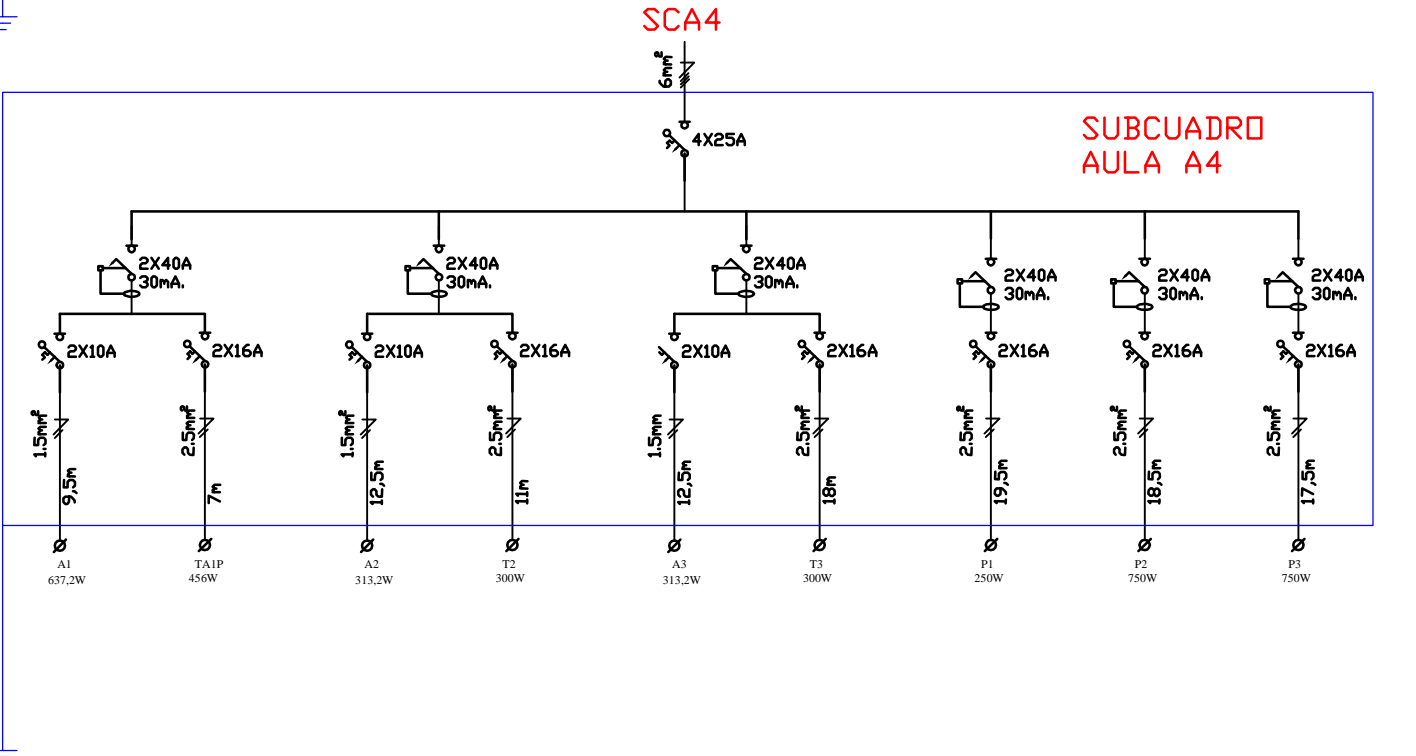 SCA4
6mm²
SUBCUADRO
AULA A4
4X25A
2X40A
30mA.
2X40A
30mA.
2X40A
30mA.
2X40A
30mA.
2X40A
30mA.
2X40A
30mA.
2X10A
2X16A
2X10A
2X16A
2X10A
2X16A
2X16A
2X16A
2X16A
1.5mm²
2.5mm²
1.5mm²
2.5mm²
1.5mm
2.5mm²
2.5mm²
2.5mm²
2.5mm²
9,5m
7m
12,5m
11m
12,5m
18m
19,5m
18,5m
17,5m
A1
637,2W
TA1P
456W
A2
313,2W
T2
300W
A3
313,2W
T3
300W
P1
250W
P2
750W
P3
750W